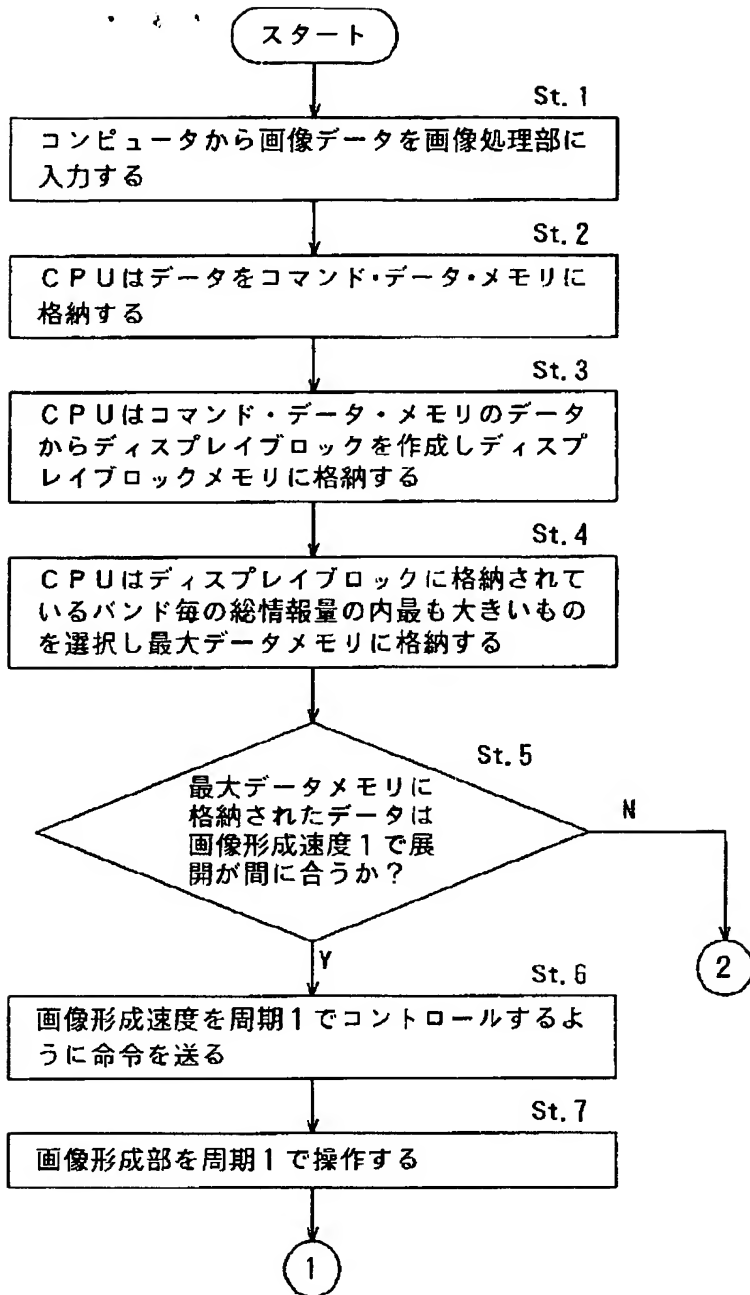 スタート
St.1
コンピュータから画像データを画像処理部に
入力する
St.2
CPUはデータをコマンド・データ・メモリに
格納する
St.3
CPUはコマンド・データ・メモリのデータ
からディスプレイブロックを作成しディスプ
レイブロックメモリに格納する
St.4
CPUはディスプレイブロックに格納されて
いるバンド毎の総情報量の内最も大きいもの
を選択し最大データメモリに格納する
St.5
最大データメモリに
格納されたデータは
画像形成速度1で展
開が間に合うか?
N
2
Y
St.6
画像形成速度を周期1でコントロールするよ
うに命令を送る
St.7
画像形成部を周期1で操作する
1